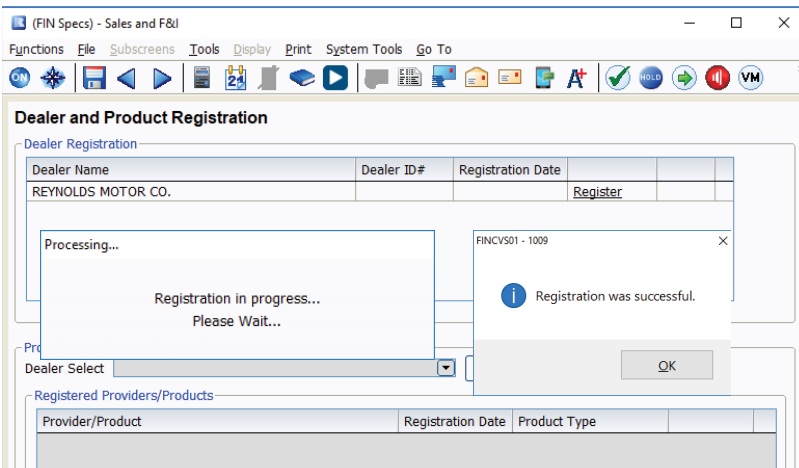 (FIN Specs) - Sales and F&I
Functions File Subscreens Tools Display Print System Tools Go To
ON 24 A+ HOLD VM
Dealer and Product Registration
Dealer Registration
Dealer Name Dealer ID# Registration Date
REYNOLDS MOTOR CO. Register
Processing...
Registration in progress...
Please Wait...
FINCVS01 - 1009
Registration was successful.
OK
Pro
Dealer Select
Registered Providers/Products
Provider/Product Registration Date Product Type